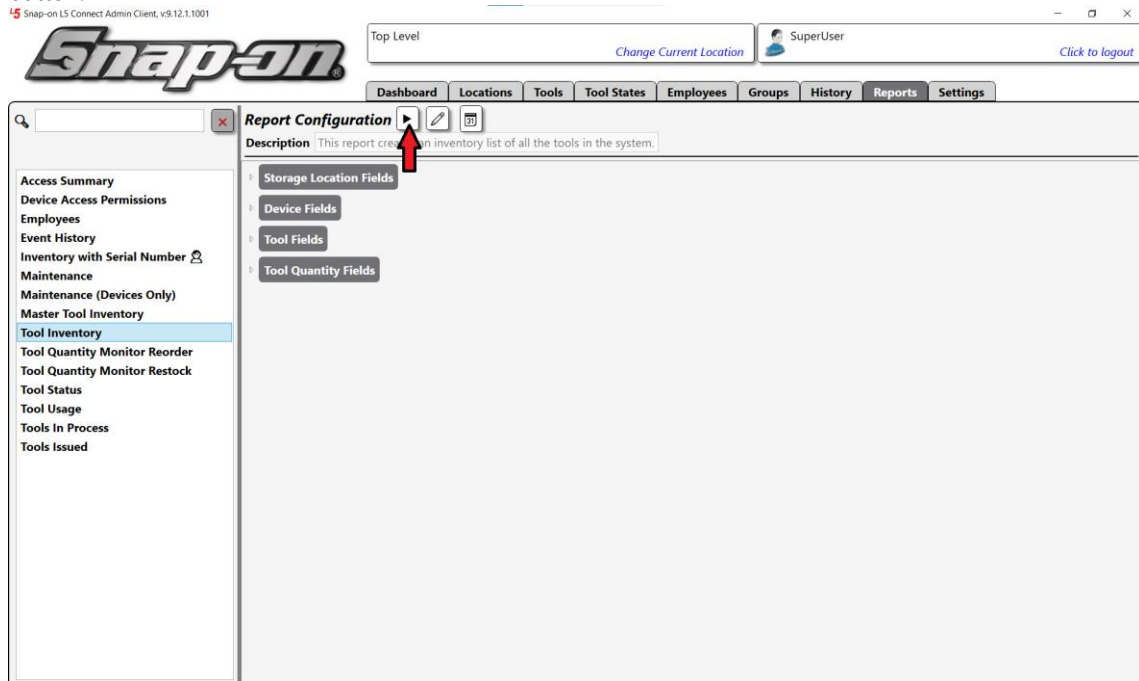 Snap-on L5 Connect Admin Client, v:9.12.1.1001
Snap-on
Top Level
Change Current Location
SuperUser
Click to logout
Dashboard Locations Tools Tool States Employees Groups History Reports Settings
Report Configuration
31
Description This report inventory list of all the tools in the system.
Access Summary
Device Access Permissions
Employees
Event History
Inventory with Serial Number
Maintenance
Maintenance (Devices Only)
Master Tool Inventory
Tool Inventory
Tool Quantity Monitor Reorder
Tool Quantity Monitor Restock
Tool Status
Tool Usage
Tools In Process
Tools Issued
Storage Location Fields
Device Fields
Tool Fields
Tool Quantity Fields